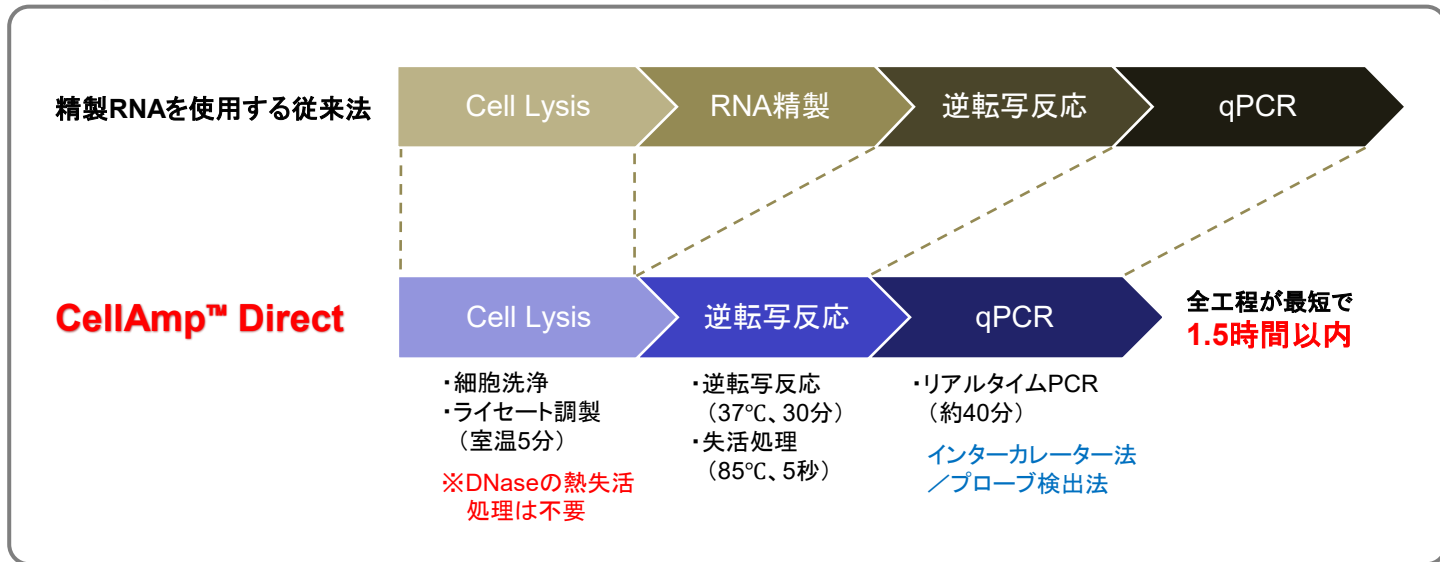 精製RNAを使用する従来法
Cell Lysis
RNA精製
逆転写反応
qPCR
CellAmp™ Direct
Cell Lysis
逆転写反応
qPCR
全工程が最短で
1.5時間以内
・細胞洗浄
・ライセート調製
（室温5分）
※DNaseの熱失活
処理は不要
・逆転写反応
（37℃、30分）
・失活処理
（85℃、5秒）
・リアルタイムPCR
（約40分）
インターカレーター法
／プローブ検出法